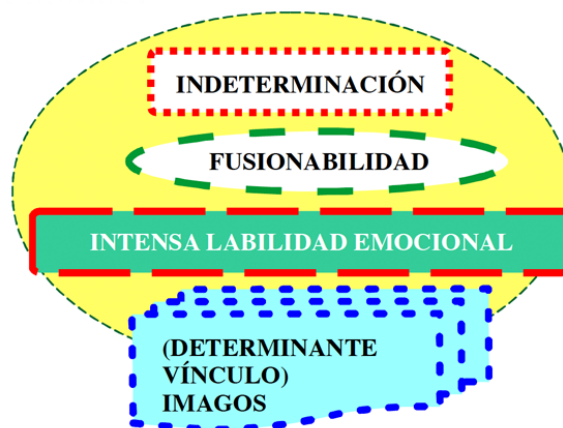 INDETERMINACIÓN
FUSIONABILIDAD
INTENSA LABILIDAD EMOCIONAL
(DETERMINANTE
VÍNCULO)
IMAGOS